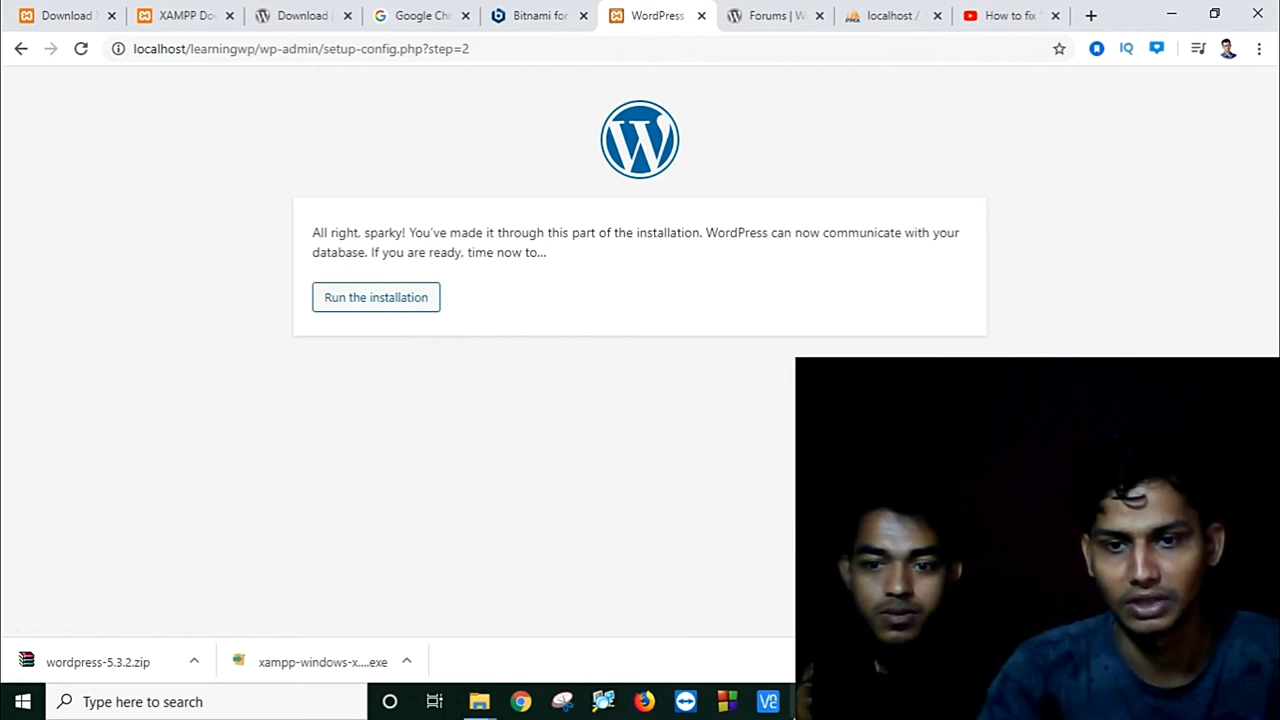 Download X
XAMPP Do
Download
Google Chr
Bitnami for
WordPress
Forums | W
localhost /
How to fix
localhost/learningwp/wp-admin/setup-config.php?step=2
IQ
All right, sparky! You've made it through this part of the installation. WordPress can now communicate with your
database. If you are ready, time now to...
Run the installation
wordpress-5.3.2.zip
xampp-windows-x....exe
Type here to search